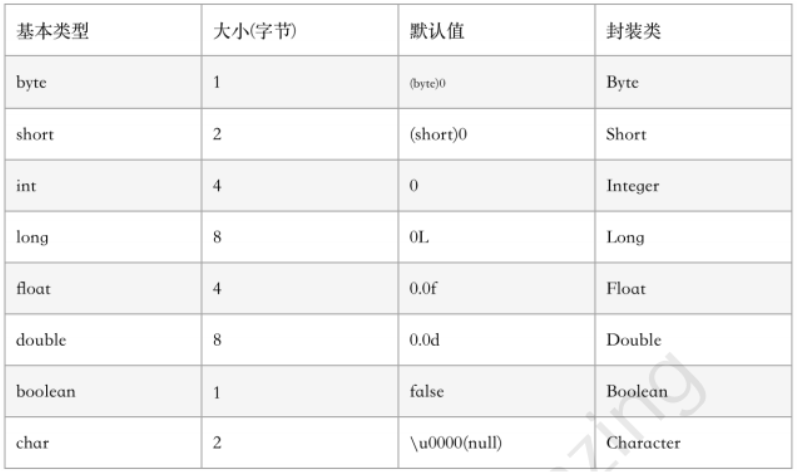 基本类型 大小(字节) 默认值 封装类
byte 1 (byte)0 Byte
short 2 (short)0 Short
int 4 0 Integer
long 8 0L Long
float 4 0.0f Float
double 8 0.0d Double
boolean 1 false Boolean
char 2 \u0000(null) Character
zing